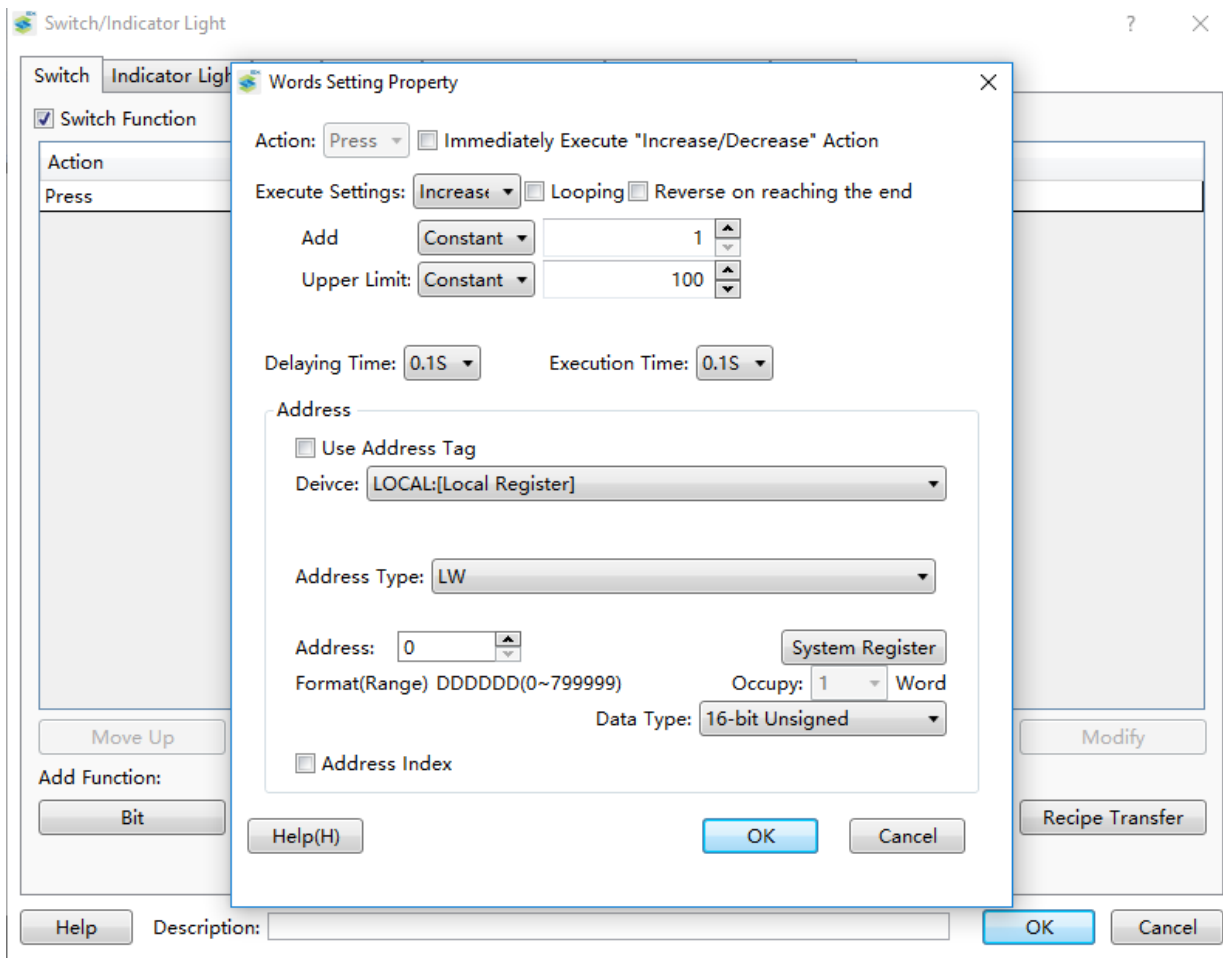 Switch/Indicator Light
?
Switch Indicator Ligh
Words Setting Property
Switch Function
Action
Press
Action: Press Immediately Execute "Increase/Decrease" Action
Execute Settings: Increase Looping Reverse on reaching the end
Add Constant 1
Upper Limit: Constant 100
Delaying Time: 0.1S Execution Time: 0.1S
Address
Use Address Tag
Deivce: LOCAL:[Local Register]
Address Type: LW
Address: 0 System Register
Format(Range) DDDDDD(0~799999) Occupy: 1 Word
Data Type: 16-bit Unsigned
Address Index
Help(H) OK Cancel
Move Up Modify
Add Function:
Bit Recipe Transfer
Help Description: OK Cancel